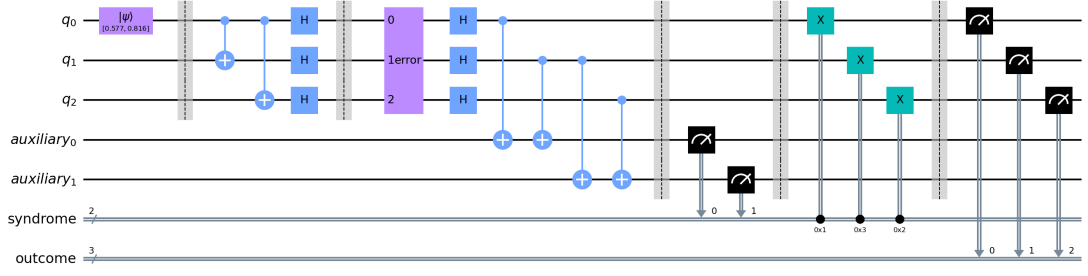 q0 |ψ⟩ H 0 H X
[0.577, 0.816]
q1 H 1error H X
q2 H 2 H X
auxiliary0
auxiliary1
syndrome 2 0 1 0x1 0x3 0x2
outcome 3 0 1 2